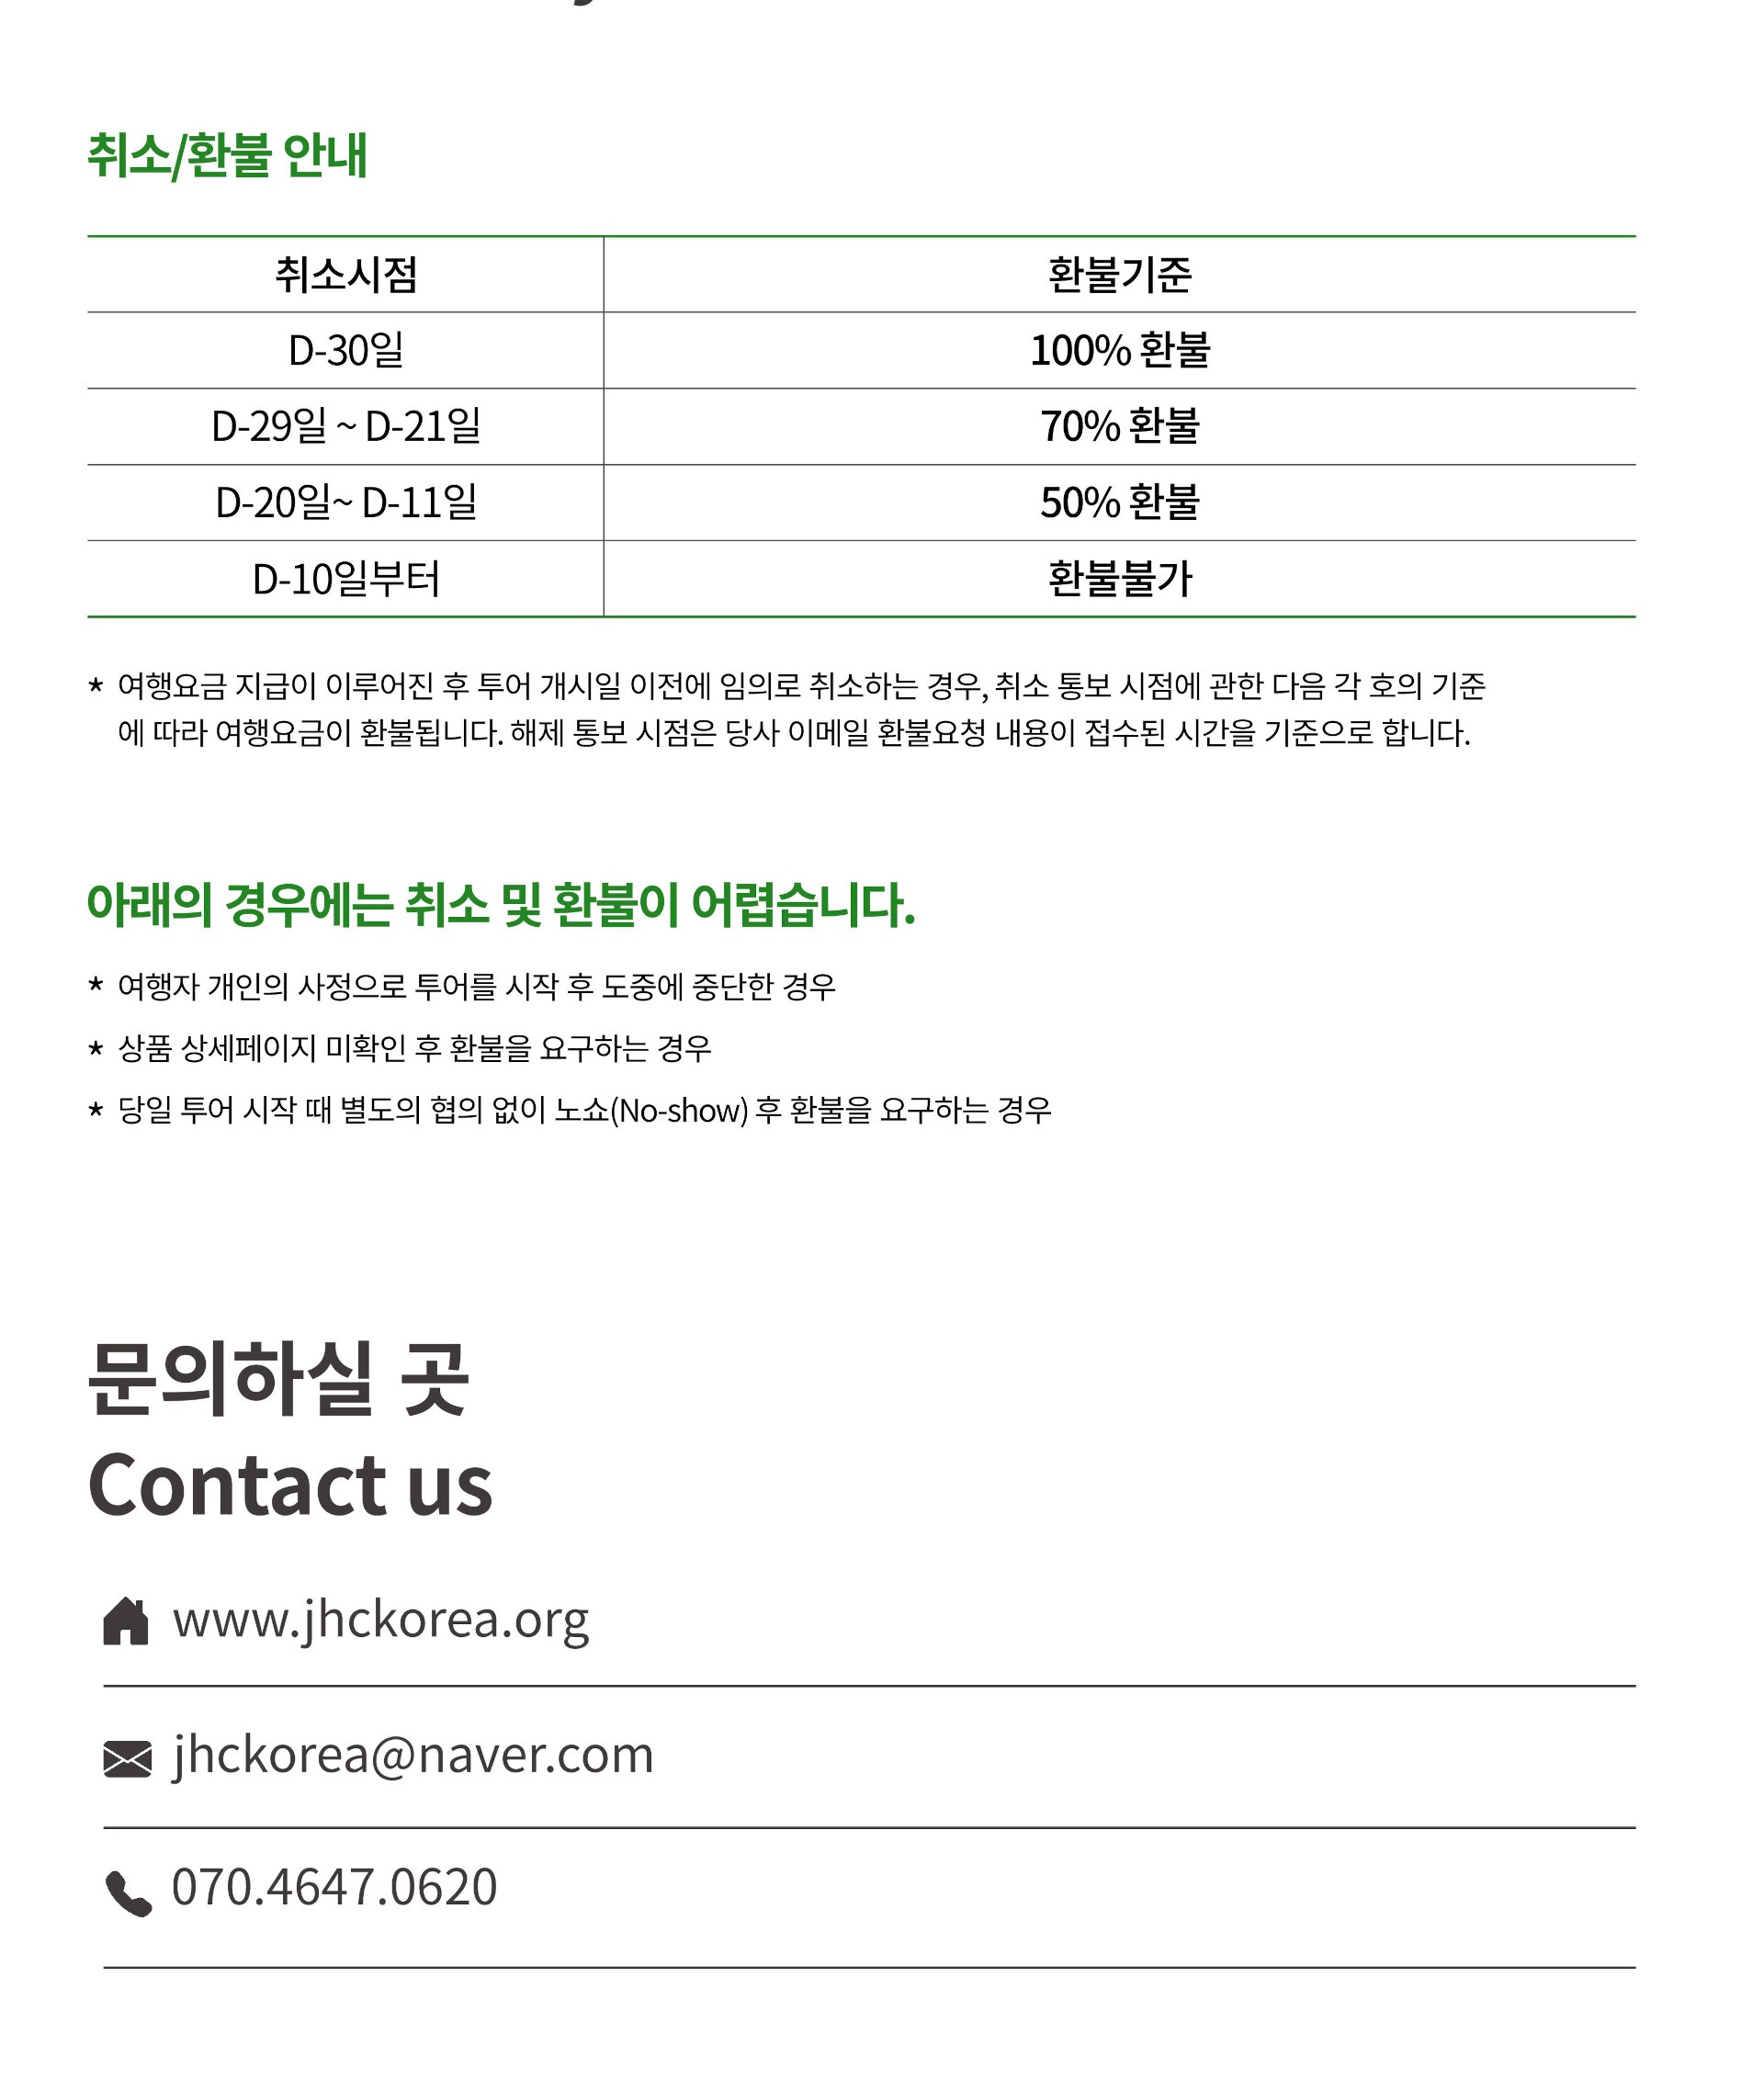 취소/환불 안내
취소시점 환불기준
D-30일 100% 환불
D-29일 ~ D-21일 70% 환불
D-20일~ D-11일 50% 환불
D-10일부터 환불불가
* 여행요금 지급이 이루어진 후 투어 개시일 이전에 임의로 취소하는 경우, 취소 통보 시점에 관한 다음 각 호의 기준
에 따라 여행요금이 환불됩니다. 해제 통보 시점은 당사 이메일 환불요청 내용이 접수된 시간을 기준으로 합니다.
아래의 경우에는 취소 및 환불이 어렵습니다.
* 여행자 개인의 사정으로 투어를 시작 후 도중에 중단한 경우
* 상품 상세페이지 미확인 후 환불을 요구하는 경우
* 당일 투어 시작 때 별도의 협의 없이 노쇼(No-show) 후 환불을 요구하는 경우
문의하실 곳
Contact us
www.jhckorea.org
jhckorea@naver.com
070.4647.0620